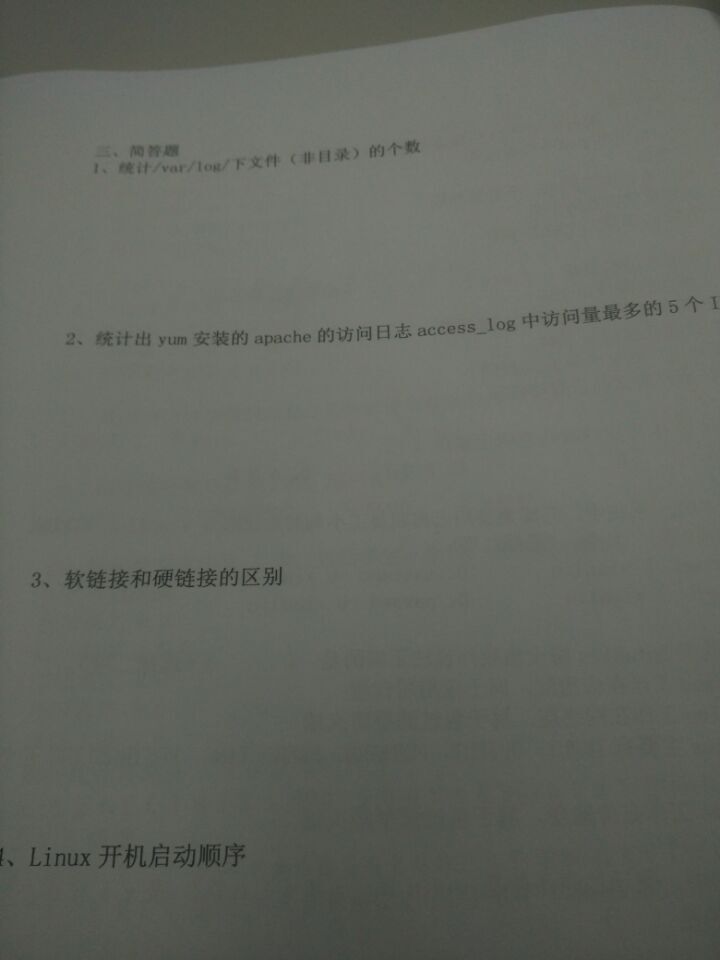 三、简答题
1、统计/var/log/下文件（非目录）的个数
2、统计出 yum 安装的 apache 的访问日志 access_log 中访问量最多的 5 个 I
3、软链接和硬链接的区别
、Linux 开机启动顺序